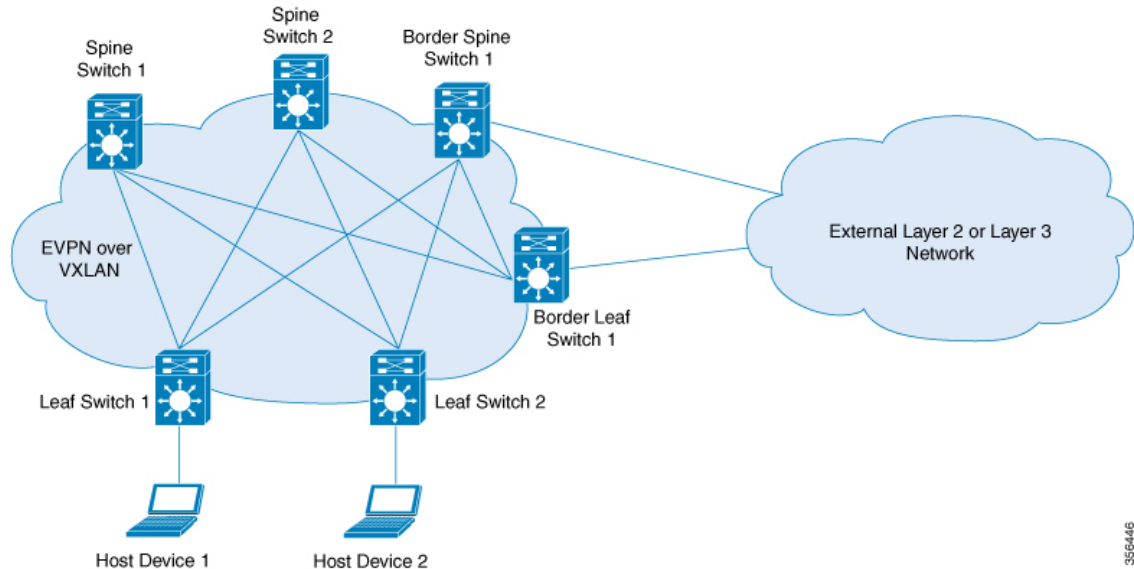 Spine
Switch 2
Spine
Switch 1
Border Spine
Switch 1
EVPN over
VXLAN
External Layer 2 or Layer 3
Network
Border Leaf
Switch 1
Leaf Switch 1
Leaf Switch 2
Host Device 1
Host Device 2
356446